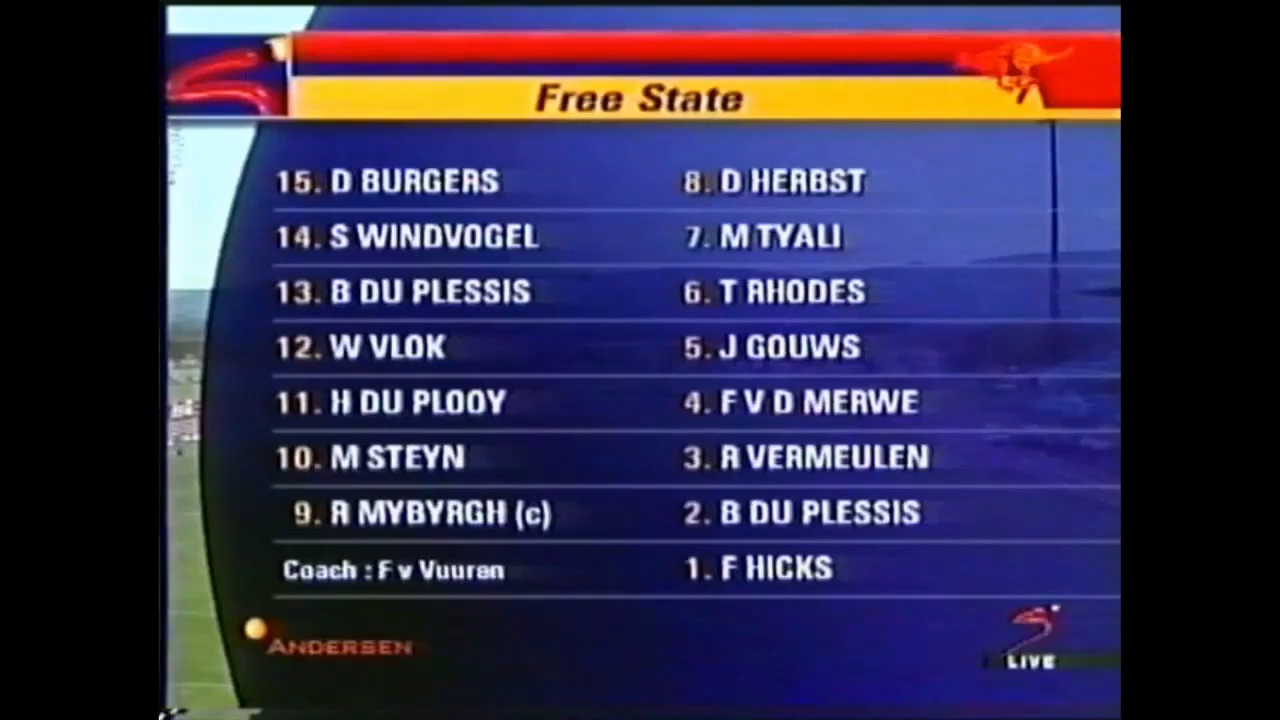 Free State
15. D BURGERS
14. S WINDVOGEL
13. B DU PLESSIS
12. W VLOK
11. H DU PLOOY
10. M STEYN
9. R MYBYRGH (c)
Coach : F v Vuuren
8. D HERBST
7. M TYALI
6. T RHODES
5. J GOUWS
4. F V D MERWE
3. R VERMEULEN
2. B DU PLESSIS
1. F HICKS
ANDERSEN
LIVE